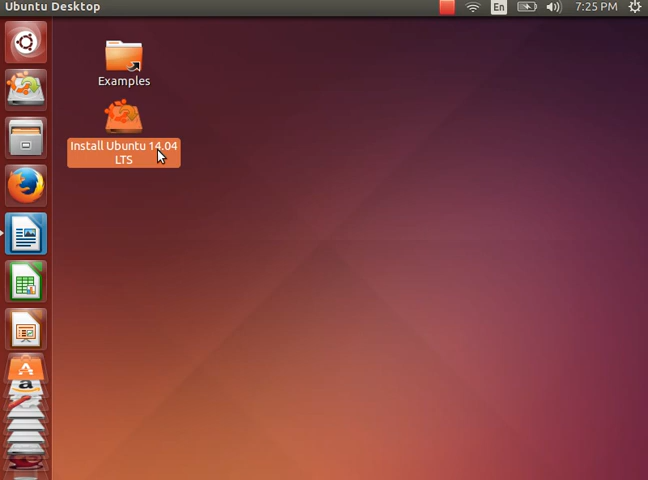 Ubuntu Desktop
En
7:25 PM
Examples
Install Ubuntu 14.04
LTS